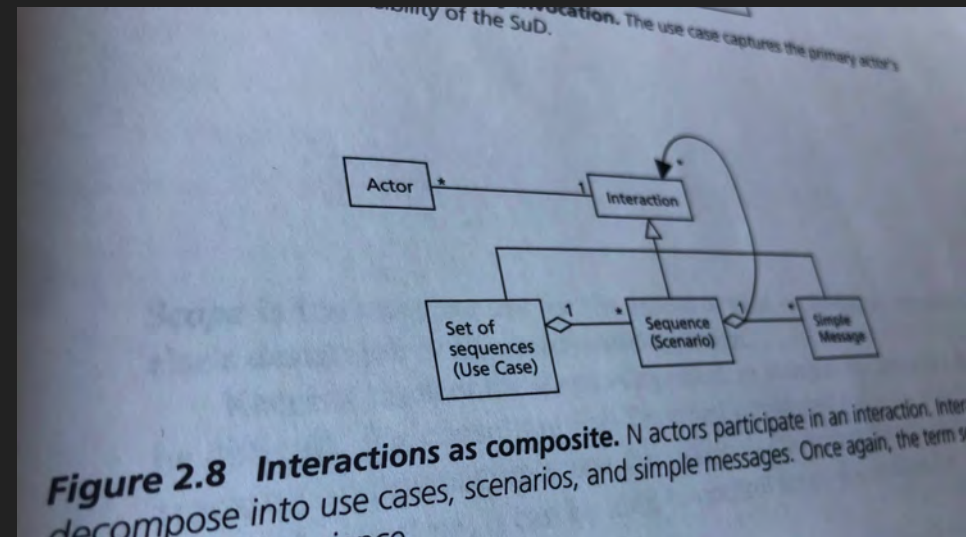 ocation. The use case captures the primary actor's
ibility of the SuD.
Actor
*
1
Interaction
*
Set of
sequences
(Use Case)
1
*
Sequence
(Scenario)
1
*
Simple
Message
Figure 2.8 Interactions as composite. N actors participate in an interaction. Inter
decompose into use cases, scenarios, and simple messages. Once again, the term s